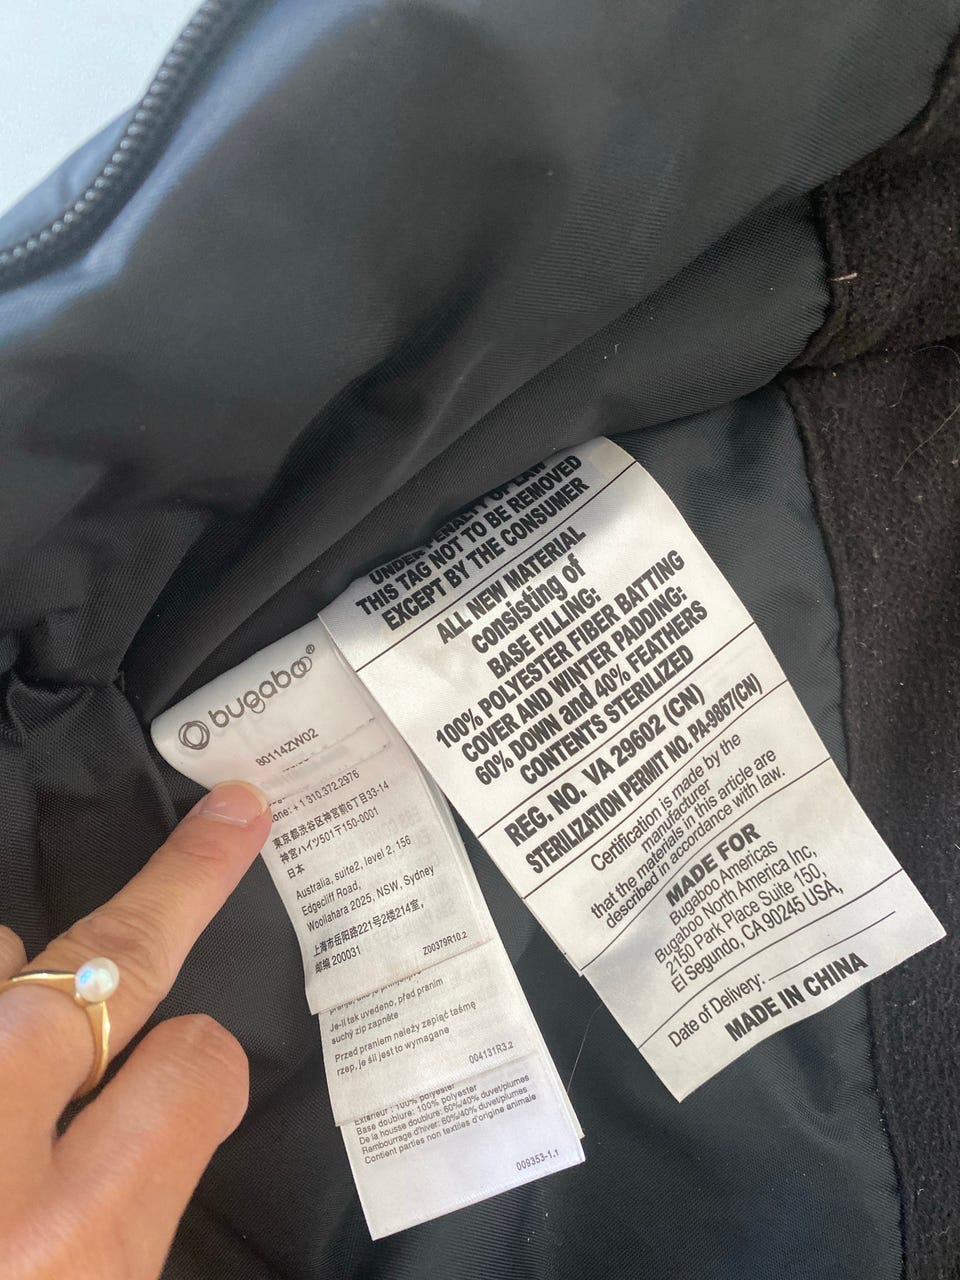 bugaboo®
80114ZW02
one: + 1 310.372.2976
東京都渋谷区神宮前6丁目33-14
神宮ハイツ501〒150-0001
日本
Australia, suite2, level 2, 156
Edgecliff Road,
Woollahara 2025, NSW, Sydney
上海市岳阳路221号2楼214室,
邮编 200031
Z00379R10.2
Je-li tak uvedeno, před praním
suchý zip zapněte
Przed praniem należy zapiąć taśmę
rzep, je śli jest to wymagane
004131R3.2
Extérieur : 100% polyester
Base doublure: 100% polyester
De la housse doublure: 60%/40% duvet/plumes
Rembourrage d'hiver: 60%/40% duvet/plumes
Contient parties non textiles d'origine animale
009353-1.1
UNDER PENALTY OF LAW
THIS TAG NOT TO BE REMOVED
EXCEPT BY THE CONSUMER
ALL NEW MATERIAL
consisting of
BASE FILLING:
100% POLYESTER FIBER BATTING
COVER AND WINTER PADDING:
60% DOWN and 40% FEATHERS
CONTENTS STERILIZED
REG. NO. VA 29602 (CN)
STERILIZATION PERMIT NO. PA-9867(CN)
Certification is made by the
manufacturer
that the materials in this article are
described in accordance with law.
MADE FOR
Bugaboo Americas
Bugaboo North America Inc,
2150 Park Place Suite 150,
El Segundo, CA 90245 USA,
Date of Delivery:
MADE IN CHINA